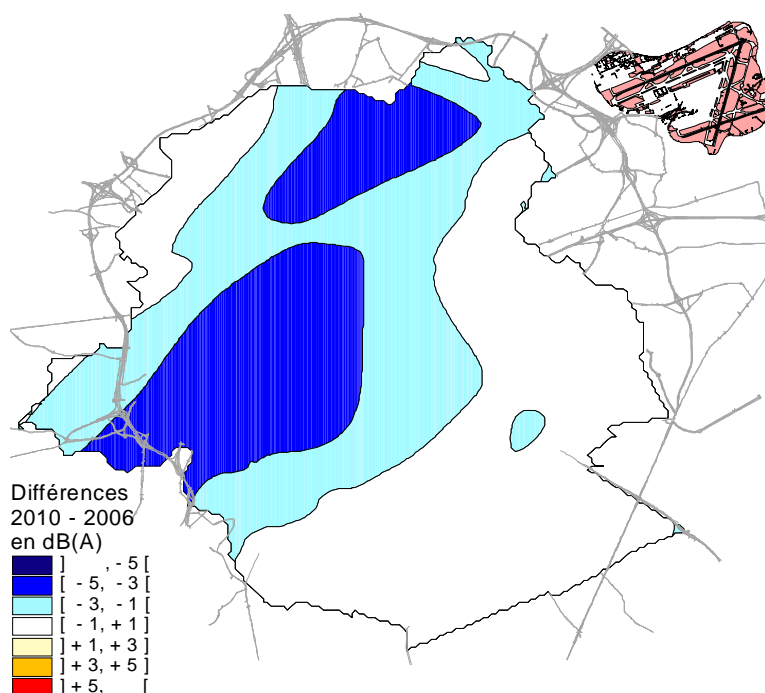 Différences
2010 - 2006
en dB(A)
] , - 5 [
[ - 5, - 3 [
[ - 3, - 1 [
[ - 1, + 1 ]
] + 1, + 3 ]
] + 3, + 5 ]
] + 5, [